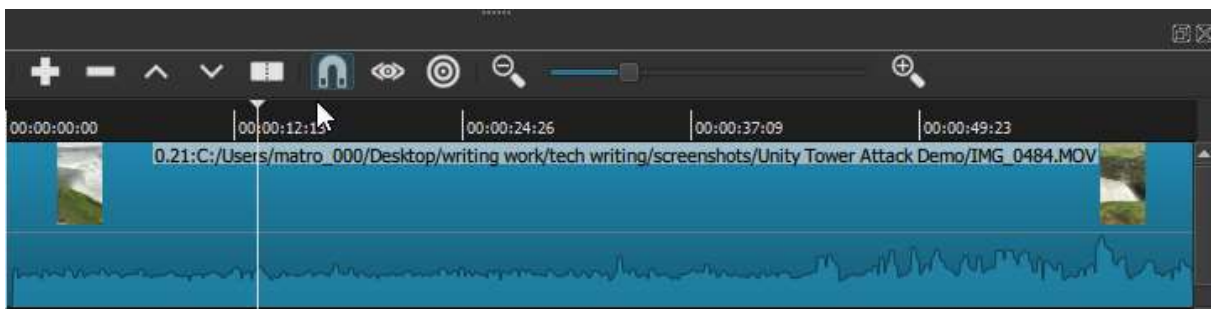 00:00:00:00 00:00:12:13 00:00:24:26 00:00:37:09 00:00:49:23
0.21:C:/Users/matro_000/Desktop/writing work/tech writing/screenshots/Unity Tower Attack Demo/IMG_0484.MOV